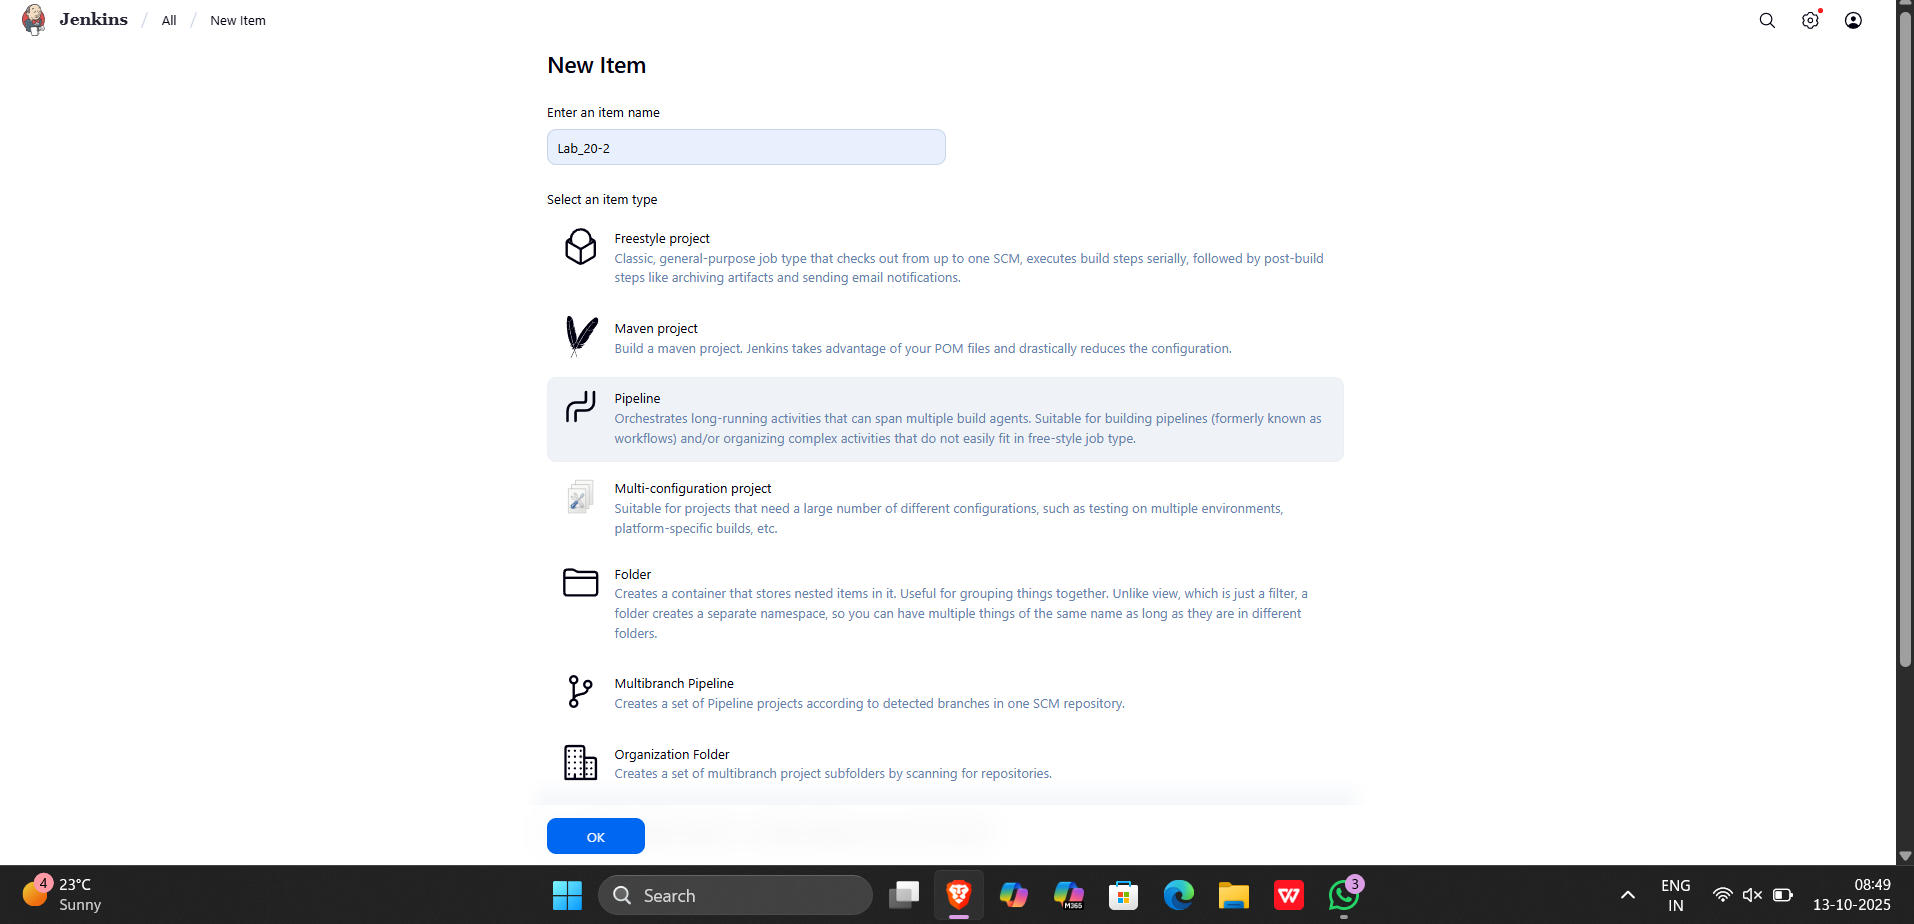 Jenkins / All / New Item
New Item
Enter an item name
Lab_20-2
Select an item type
Freestyle project
Classic, general-purpose job type that checks out from up to one SCM, executes build steps serially, followed by post-build
steps like archiving artifacts and sending email notifications.
Maven project
Build a maven project. Jenkins takes advantage of your POM files and drastically reduces the configuration.
Pipeline
Orchestrates long-running activities that can span multiple build agents. Suitable for building pipelines (formerly known as
workflows) and/or organizing complex activities that do not easily fit in free-style job type.
Multi-configuration project
Suitable for projects that need a large number of different configurations, such as testing on multiple environments,
platform-specific builds, etc.
Folder
Creates a container that stores nested items in it. Useful for grouping things together. Unlike view, which is just a filter, a
folder creates a separate namespace, so you can have multiple things of the same name as long as they are in different
folders.
Multibranch Pipeline
Creates a set of Pipeline projects according to detected branches in one SCM repository.
Organization Folder
Creates a set of multibranch project subfolders by scanning for repositories.
OK
4
23°C
Sunny
Search
M365
W
3
ENG
IN
08:49
13-10-2025